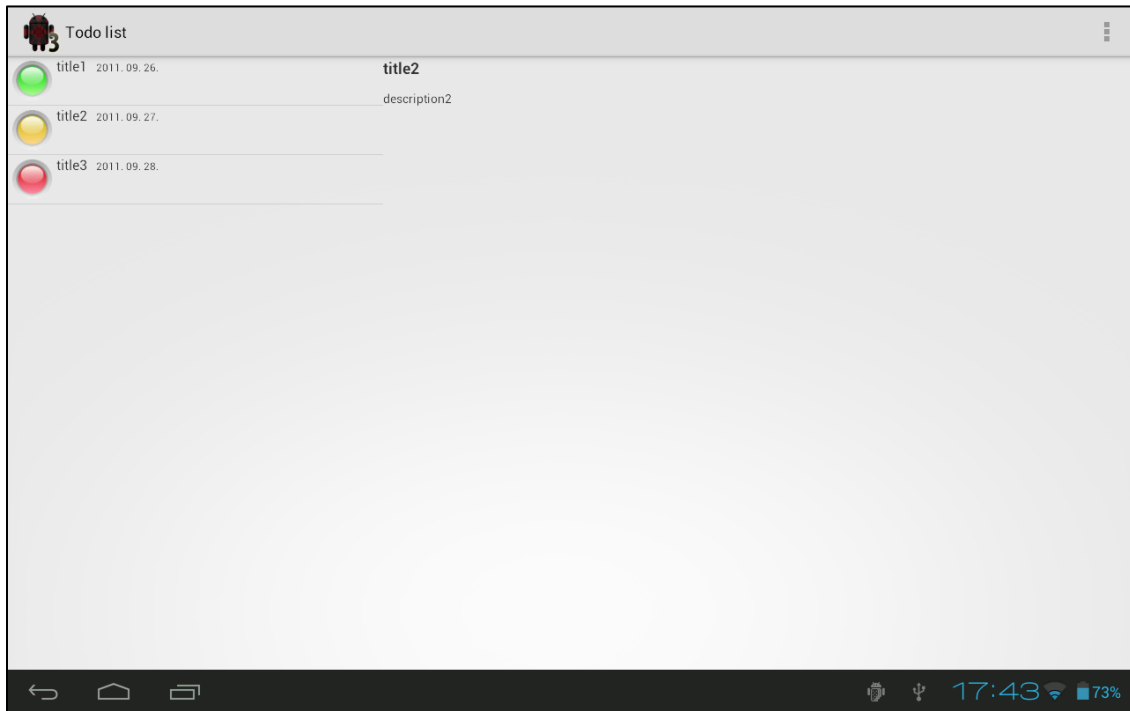 3
Todo list
title1 2011. 09. 26.
title2 2011. 09. 27.
title3 2011. 09. 28.
title2
description2
17:43 73%